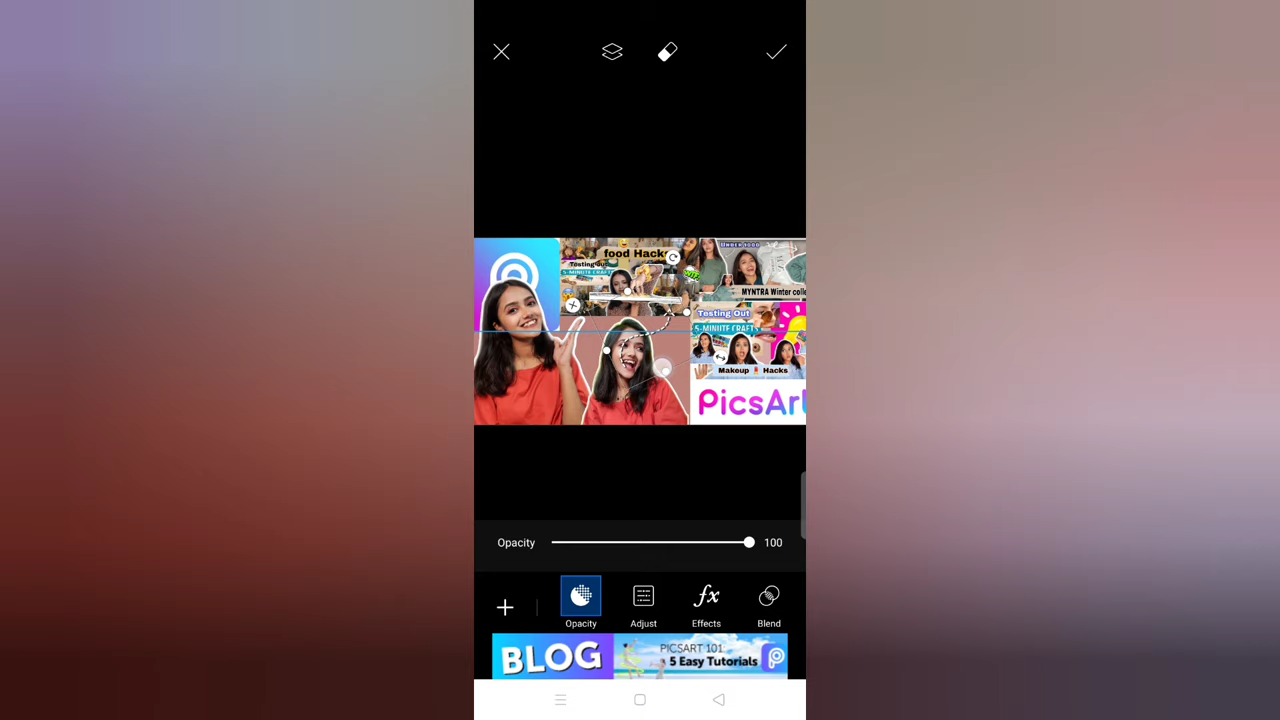 food Hacks
Testing out
5-MINUTE CRAFTS
UNDER 1000
MYNTRA Winter colle
Testing Out
5-MINUTE CRAFTS
Makeup Hacks
PicsArt
Opacity
100
Opacity
Adjust
fx
Effects
Blend
BLOG
PICSART 101
5 Easy Tutorials